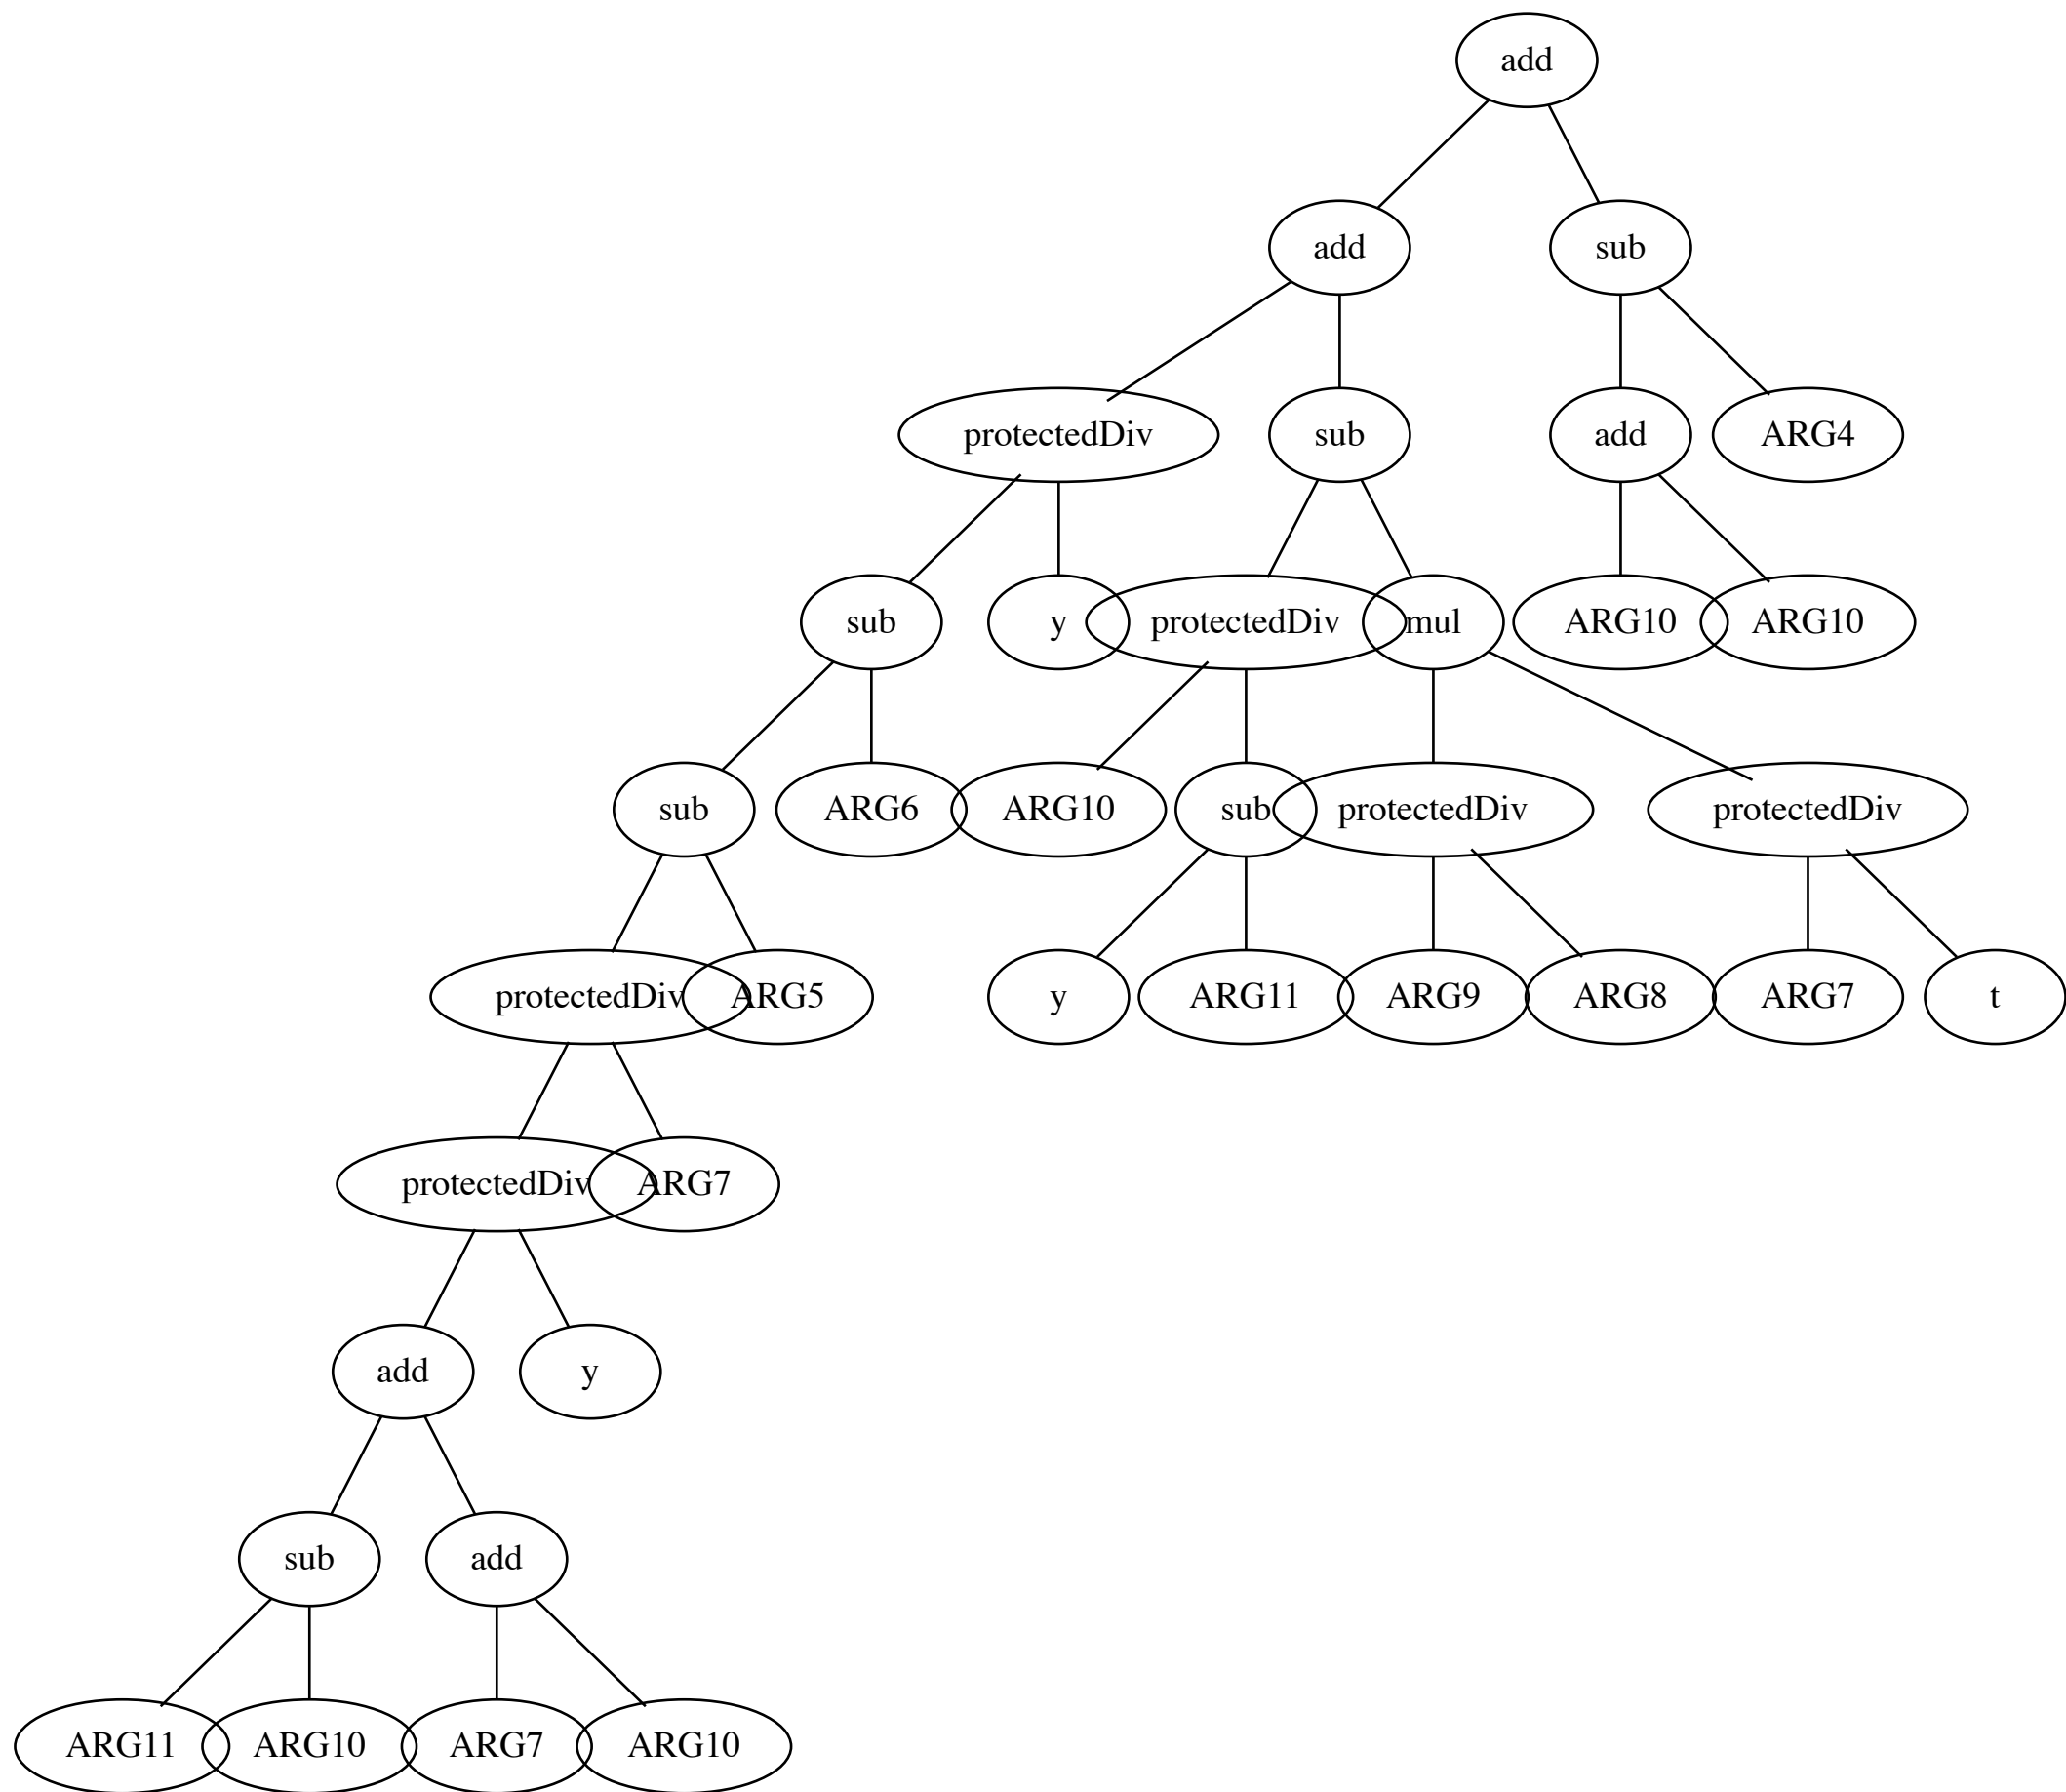 add
add sub
protectedDiv sub add ARG4
sub y protectedDiv mul ARG10 ARG10
sub ARG6 ARG10 sub protectedDiv protectedDiv
protectedDiv ARG5 y ARG11 ARG9 ARG8 ARG7 t
protectedDiv ARG7
add y
sub add
ARG11 ARG10 ARG7 ARG10